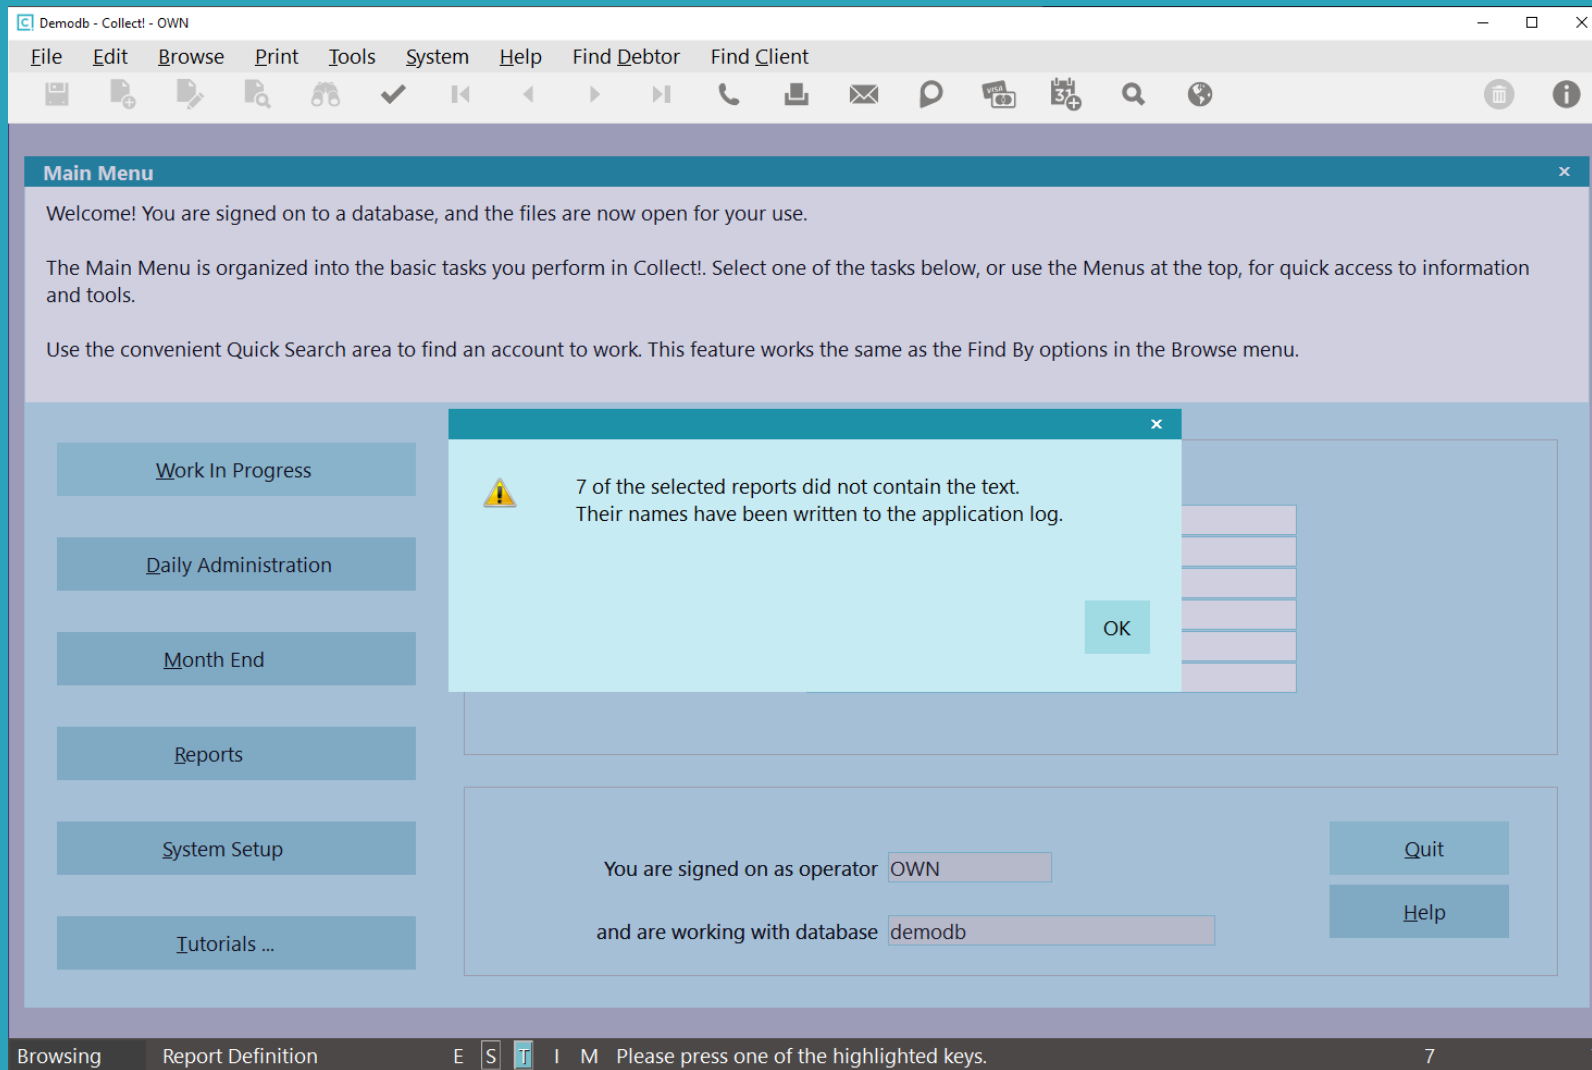 Demodb - Collect! - OWN
File Edit Browse Print Tools System Help Find Debtor Find Client
VISA
31
Main Menu
Welcome! You are signed on to a database, and the files are now open for your use.
The Main Menu is organized into the basic tasks you perform in Collect!. Select one of the tasks below, or use the Menus at the top, for quick access to information
and tools.
Use the convenient Quick Search area to find an account to work. This feature works the same as the Find By options in the Browse menu.
7 of the selected reports did not contain the text.
Their names have been written to the application log.
OK
Work In Progress
Daily Administration
Month End
Reports
System Setup
Tutorials ...
You are signed on as operator OWN
and are working with database demodb
Quit
Help
Browsing Report Definition E S T I M Please press one of the highlighted keys. 7